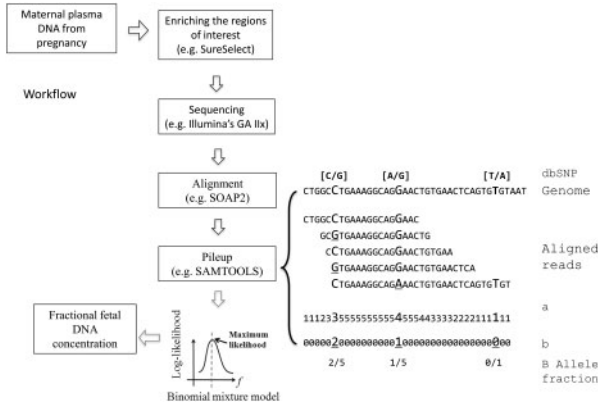 Maternal plasma
DNA from
pregnancy
Enriching the regions
of interest
(e.g. SureSelect)
Workflow
Sequencing
(e.g. Illumina's GA IIx)
Alignment
(e.g. SOAP2)
Pileup
(e.g. SAMTOOLS)
Fractional fetal
DNA
concentration
Log-likelihood
Maximum
likelihood
f
Binomial mixture model
[C/G] [A/G] [T/A] dbSNP
CTGGCCTGAAAGGCAGGAACTGTGAACTCAGTGTGTAAT Genome
CTGGCCTGAAAGGCAGGAAC
GCGTGAAAGGCAGGAACTG
CCTGAAAGGCAGGAACTGTGAA
GTGAAAGGCAGGAACTGTGAACTCA
CTGAAAGGCAGAAACTGTGAACTCAGTGTGT
Aligned
reads
a
111233555555555545554433332222111111
b
00000200000000001000000000000000000
2/5 1/5 0/1
B Allele
fraction